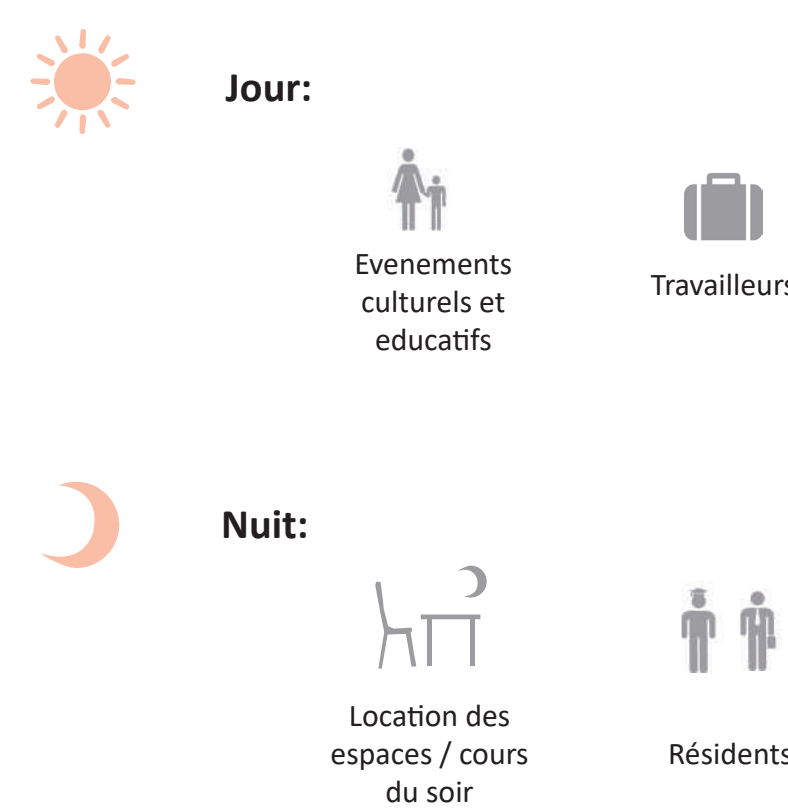 Jour:
Evenements
culturels et
educatifs
Travailleurs
Nuit:
Location des
espaces / cours
du soir
Résidents